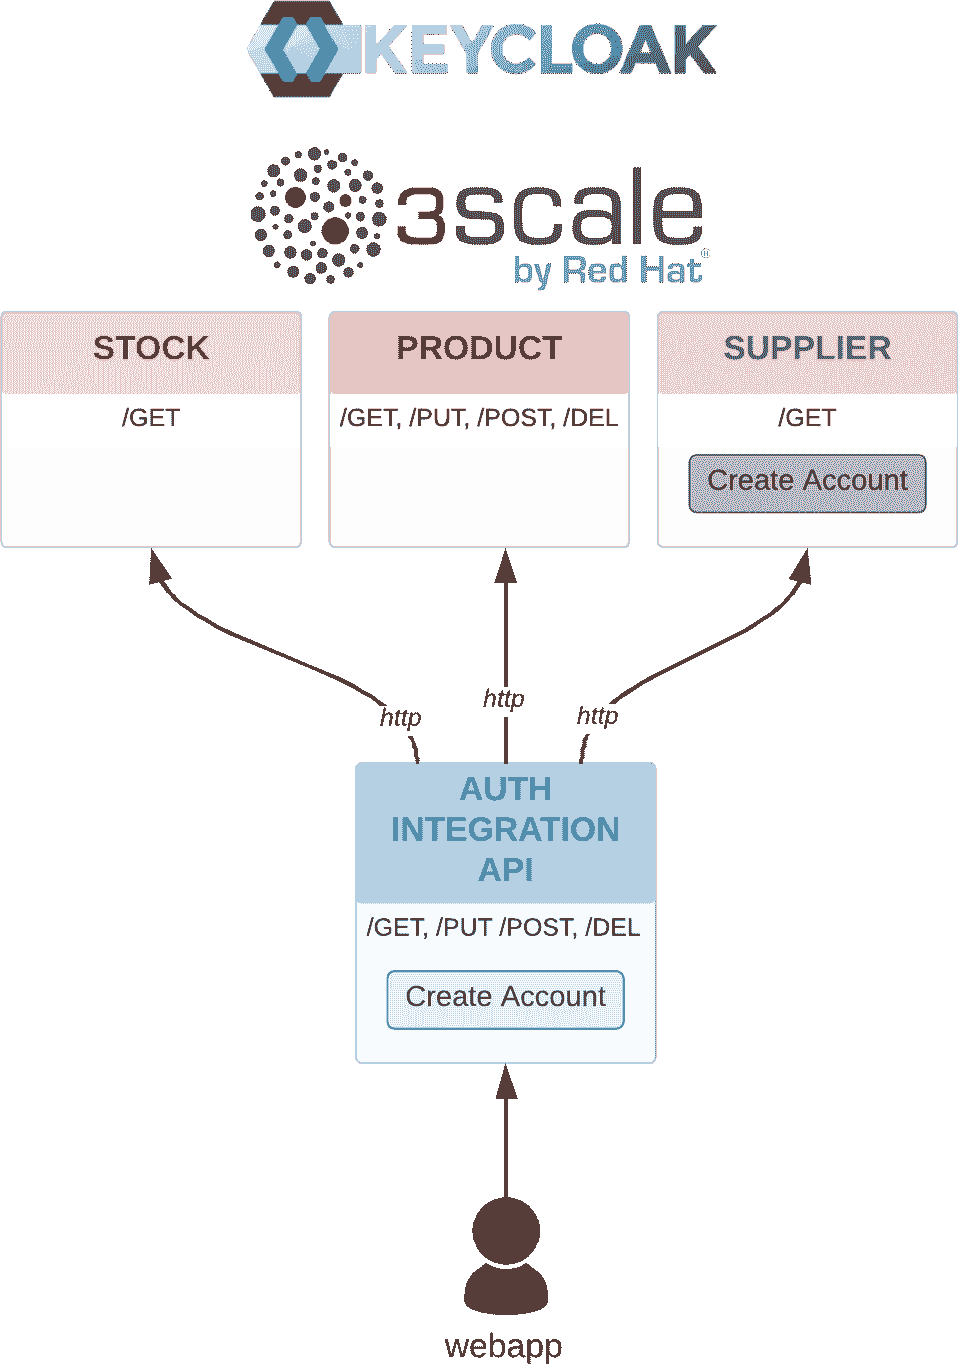 KEYCLOAK
3scale
®
by Red Hat
STOCK
/GET
PRODUCT
/GET, /PUT, /POST, /DEL
SUPPLIER
/GET
Create Account
http
http
http
AUTH
INTEGRATION
API
/GET, /PUT /POST, /DEL
Create Account
webapp